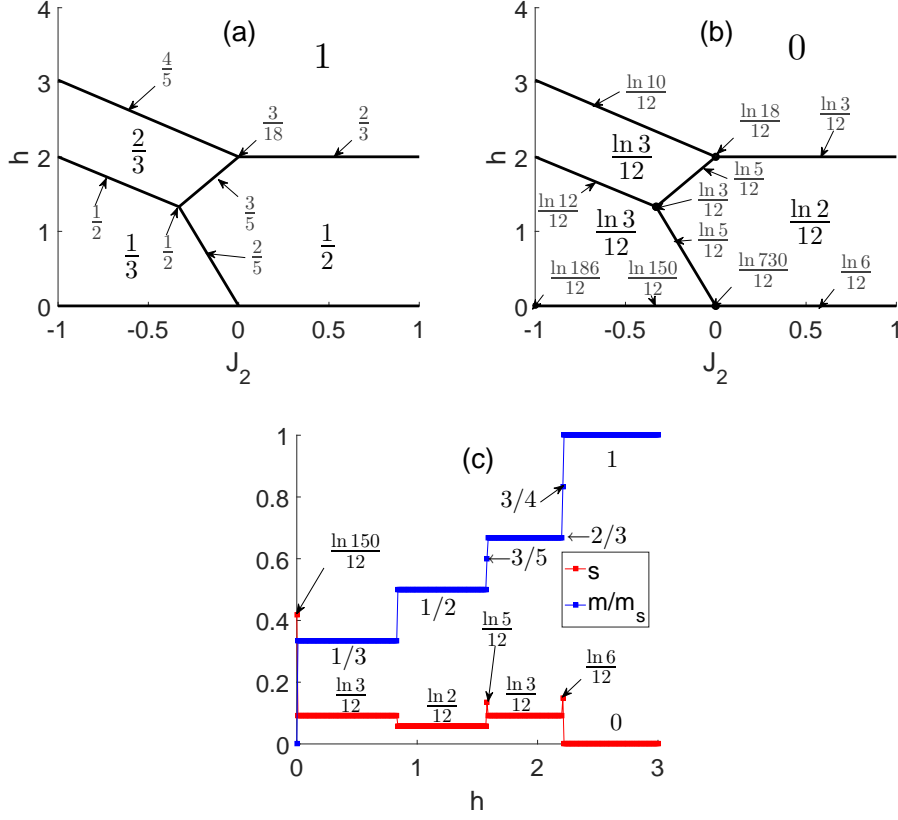 (a)
h
4
3
2
1
0
-1
-0.5
0
0.5
1
J_2
1
4/5
2/3
3/18
2/3
3/5
1/2
1/3
1/2
2/5
1/2
(b)
h
4
3
2
1
0
-1
-0.5
0
0.5
1
J_2
0
ln 10/12
ln 18/12
ln 3/12
ln 3/12
ln 5/12
ln 12/12
ln 3/12
ln 3/12
ln 2/12
ln 5/12
ln 186/12
ln 150/12
ln 730/12
ln 6/12
(c)
1
0.8
0.6
0.4
0.2
0
0
1
2
3
h
1
3/4
←2/3
←3/5
s
m/m_s
ln 150/12
1/2
1/3
ln 5/12
ln 6/12
ln 3/12
ln 2/12
ln 3/12
0